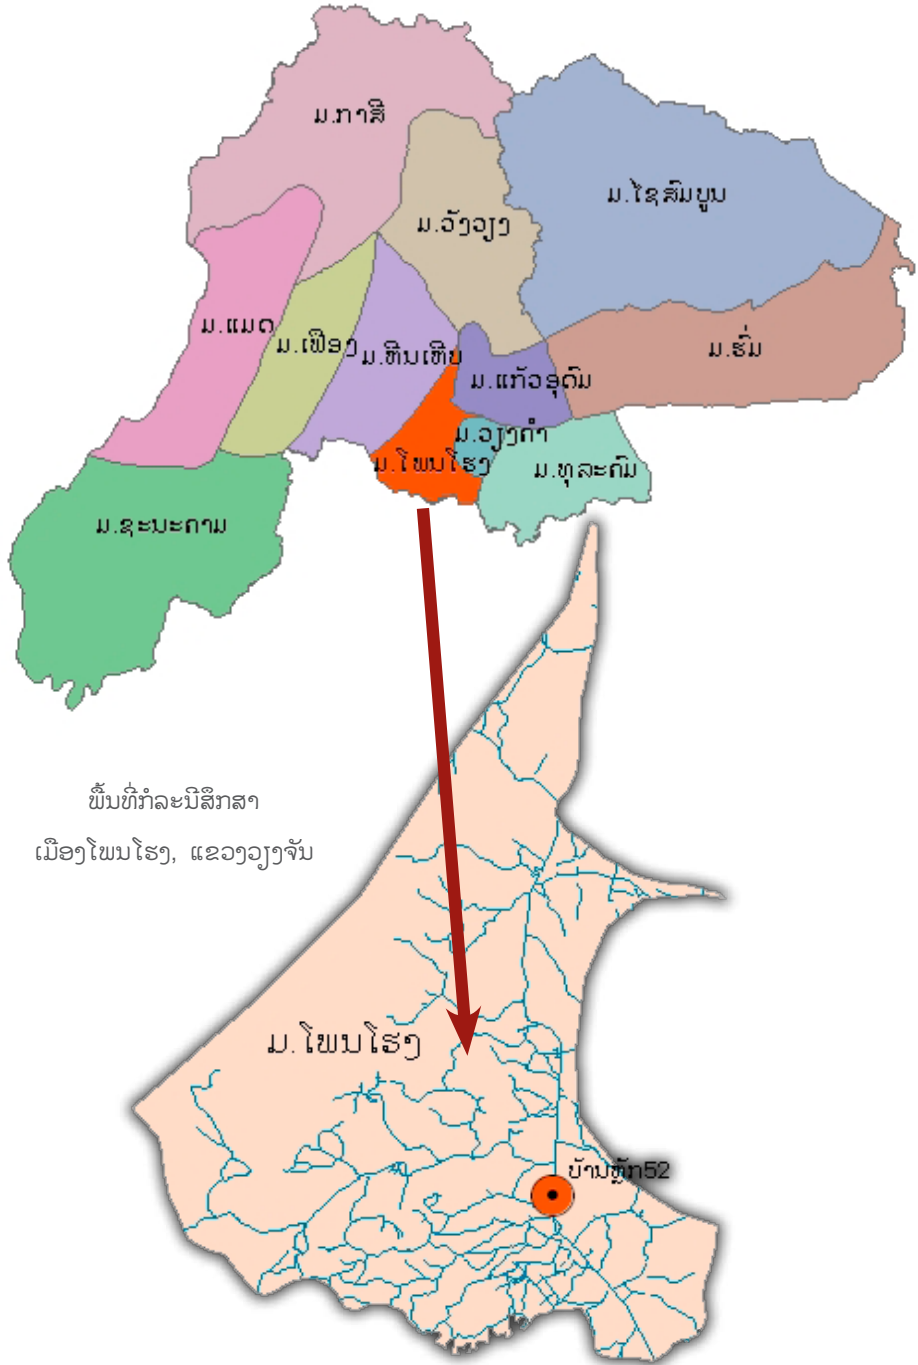 ມ.ກາສີ
ມ.ໄຊສົມບູນ
ມ.ວັງວຽງ
ມ.ແມດ
ມ.ເຟືອງ
ມ.ຫີນເຫີບ
ມ.ຮົ່ມ
ມ.ແກ້ວອຸດົມ
ມ.ວຽງຄຳ
ມ.ໂພນໂຮງ
ມ.ທຸລະຄົມ
ມ.ຊະນະຄາມ
ພື້ນທີ່ກໍລະນີສຶກສາ
ເມືອງໂພນໂຮງ, ແຂວງວຽງຈັນ
ມ.ໂພນໂຮງ
ບ້ານຫຼັກ52